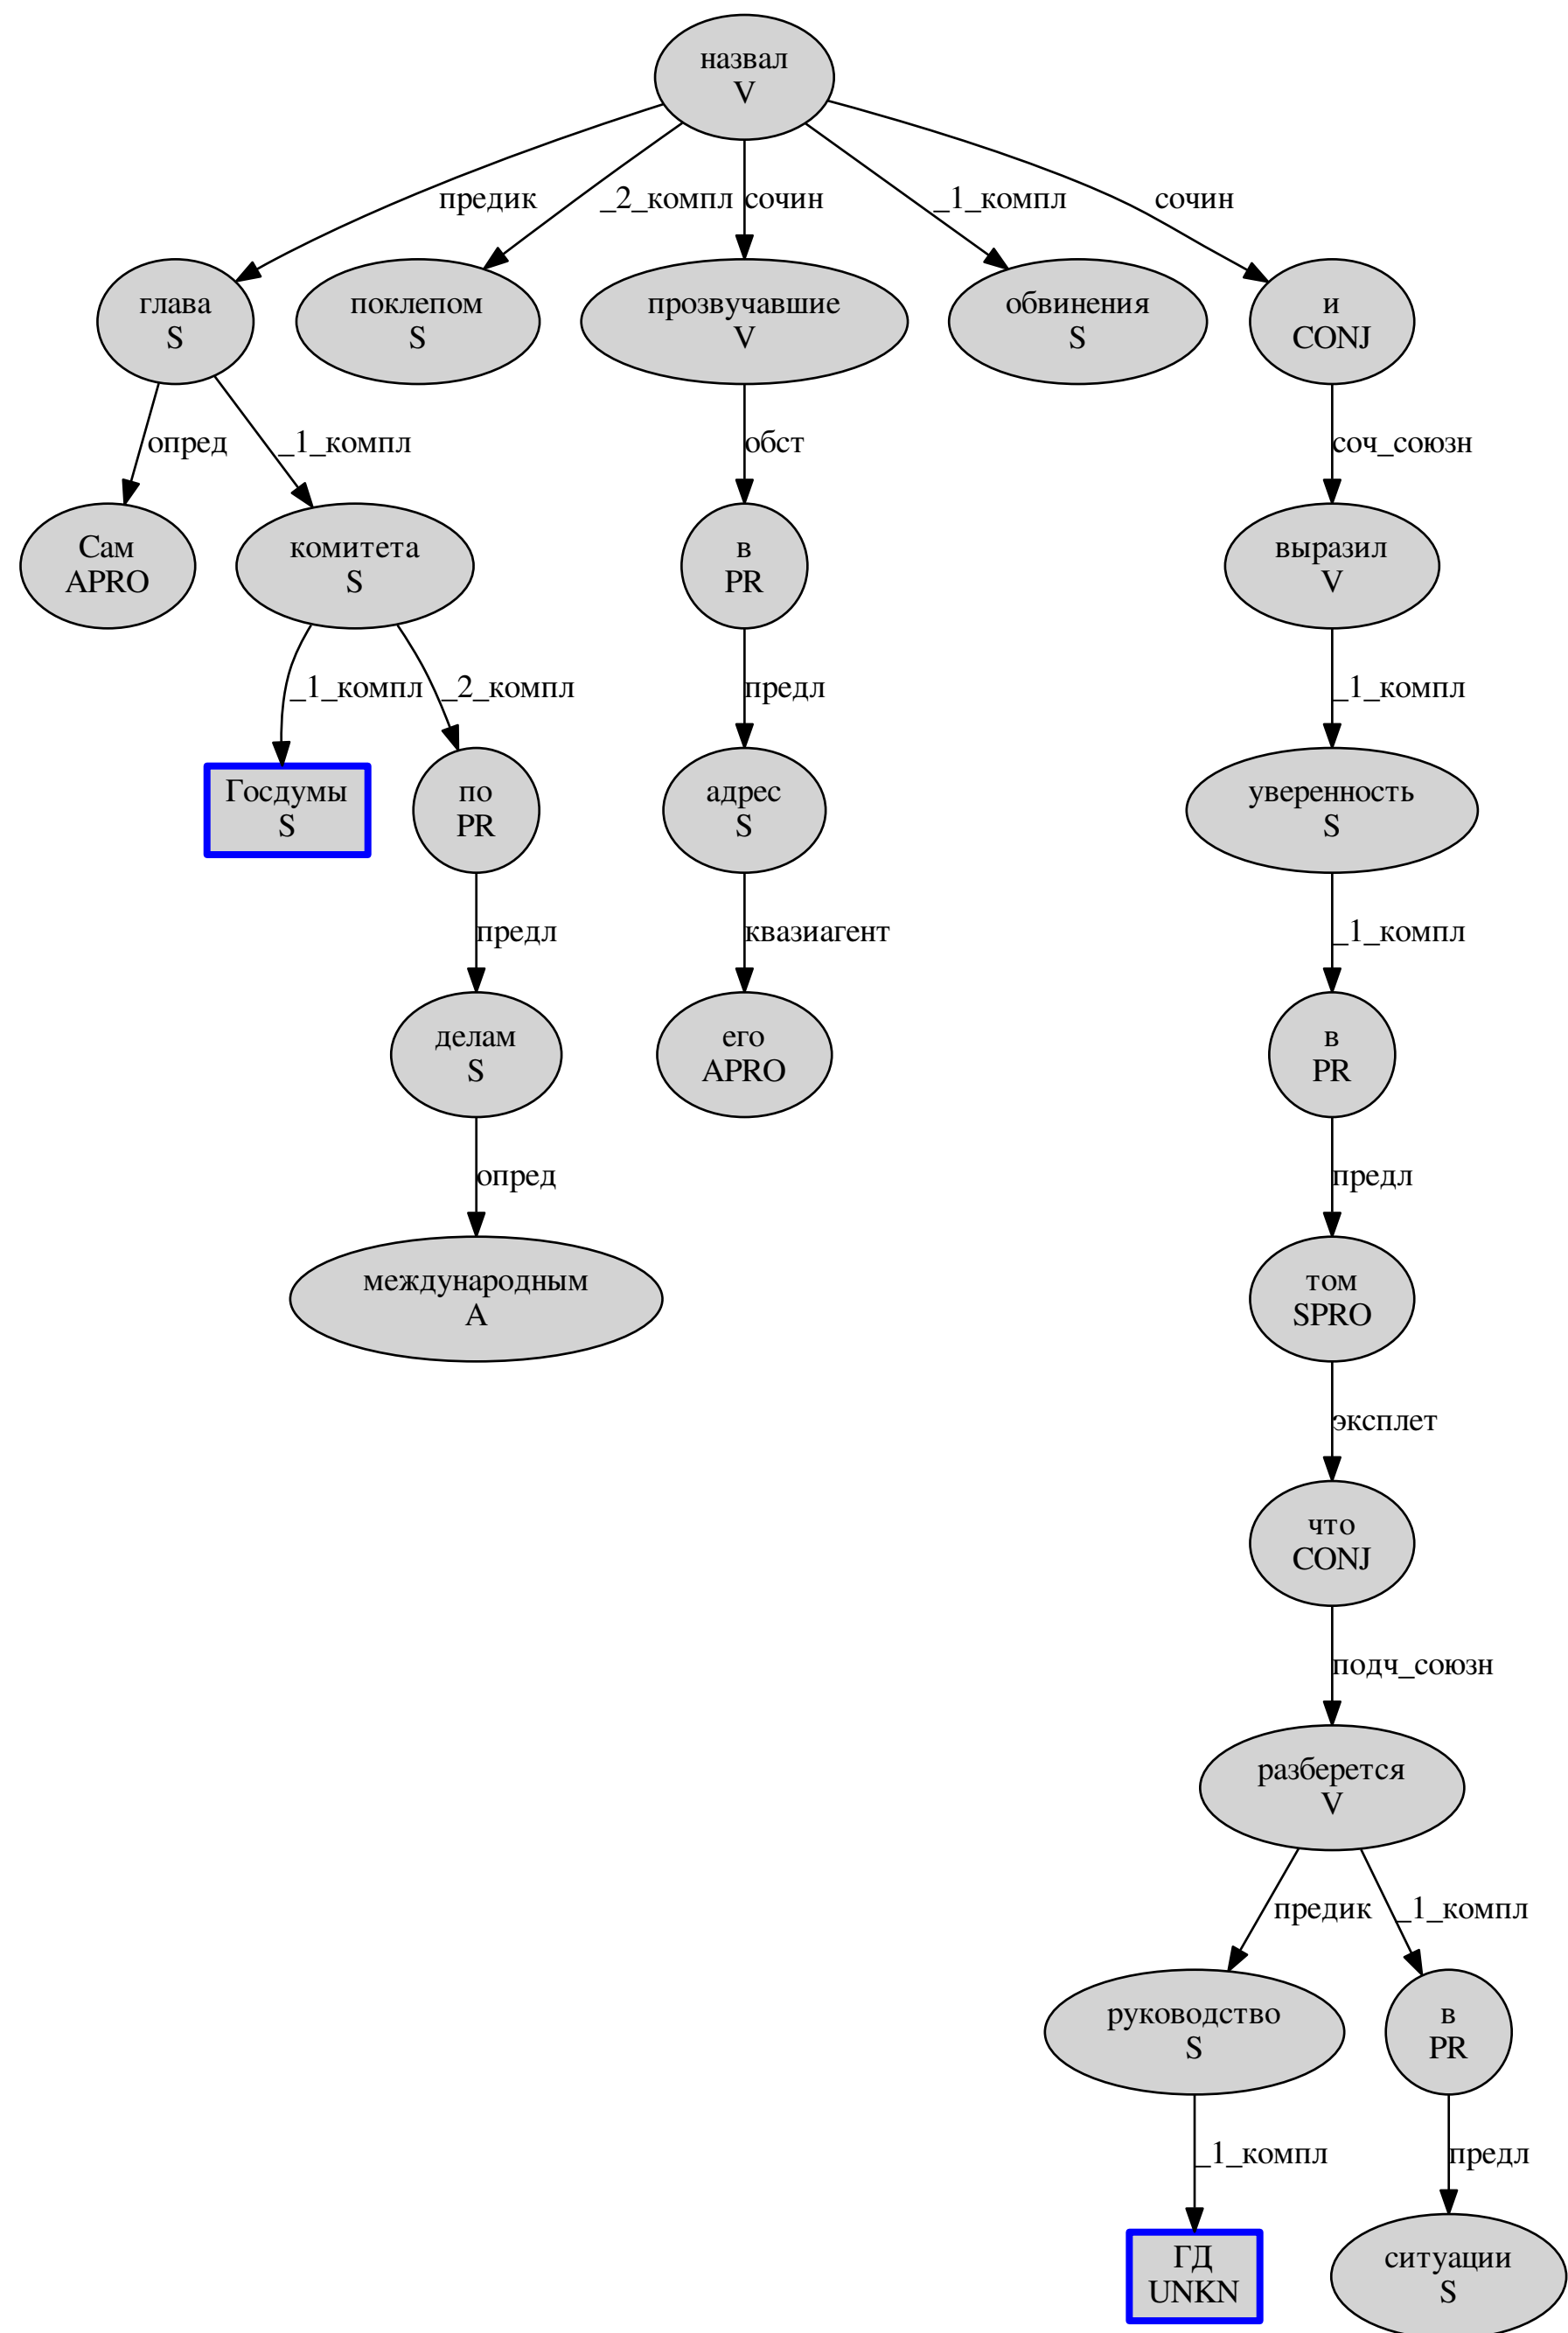 назвал
V
предик
_2_компл
сочин
_1_компл
сочин
глава
S
поклепом
S
прозвучавшие
V
обвинения
S
и
CONJ
опред
_1_компл
обст
соч_союзн
Сам
APRO
комитета
S
в
PR
выразил
V
_1_компл
_2_компл
предл
_1_компл
Госдумы
S
по
PR
адрес
S
уверенность
S
предл
квазиагент
_1_компл
делам
S
его
APRO
в
PR
опред
предл
международным
A
том
SPRO
эксплет
что
CONJ
подч_союзн
разберется
V
предик
_1_компл
руководство
S
в
PR
_1_компл
предл
ГД
UNKN
ситуации
S